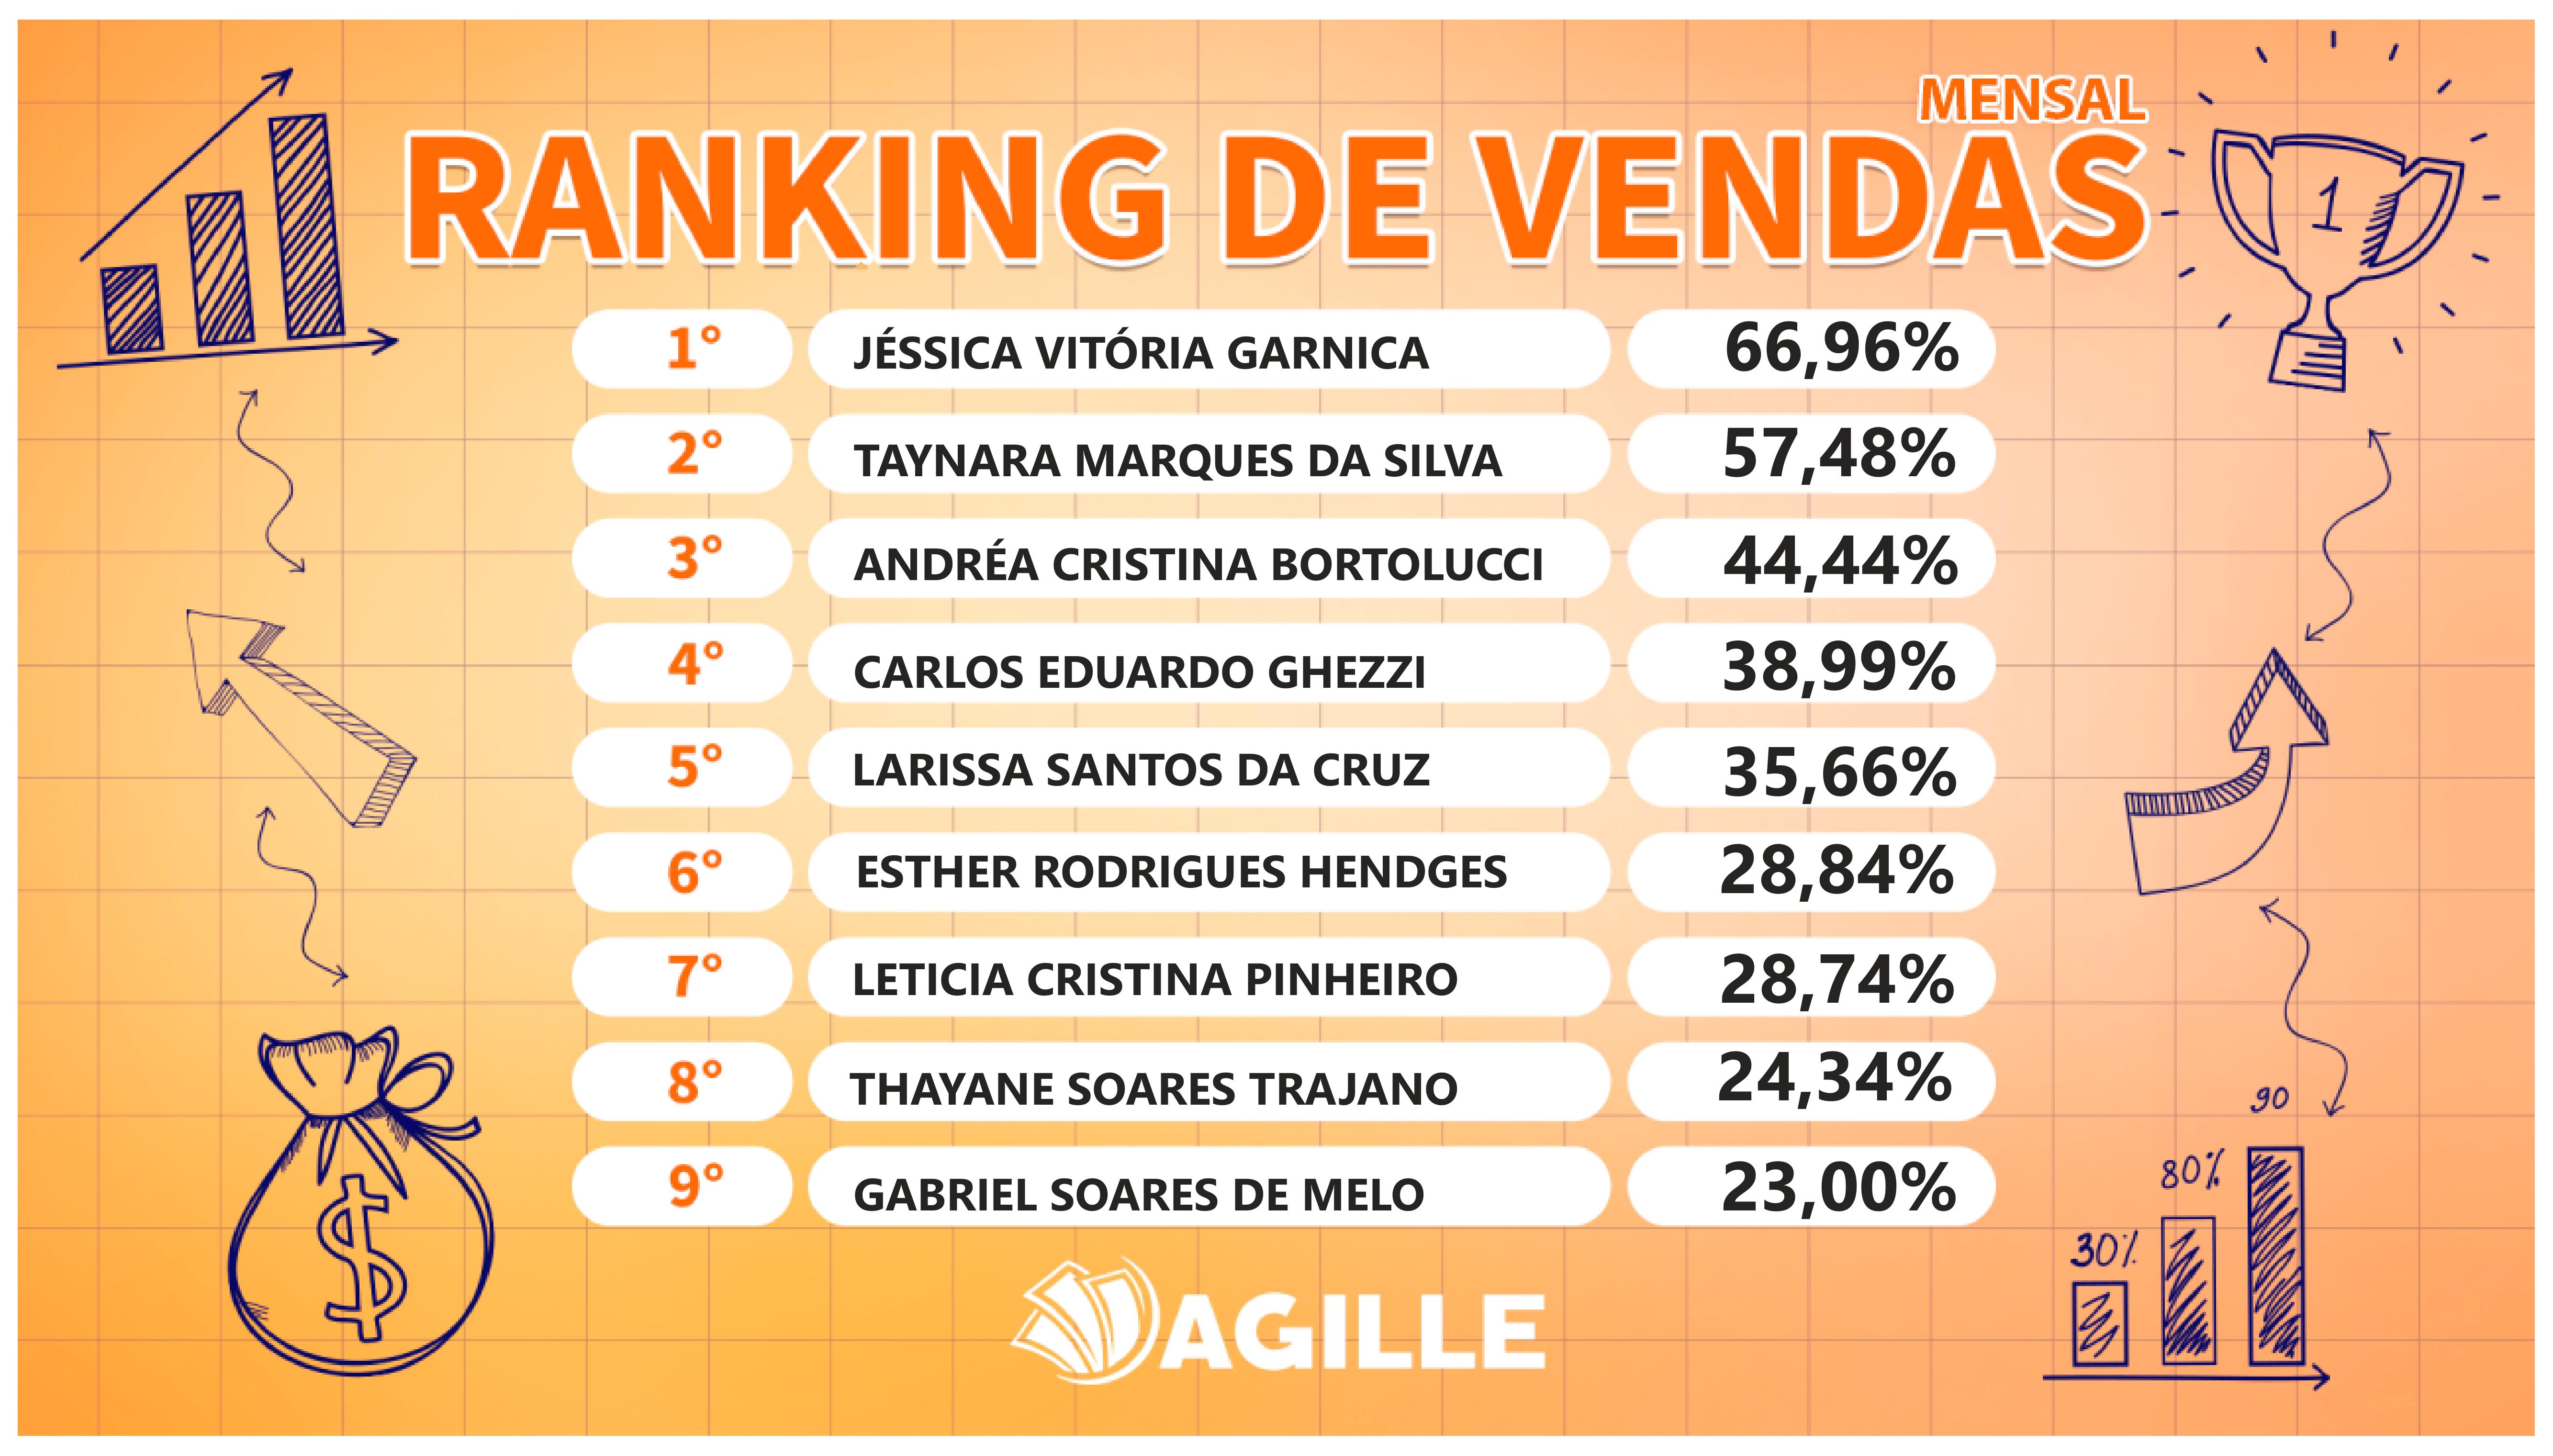 MENSAL
RANKING DE VENDAS
1
1° JÉSSICA VITÓRIA GARNICA 66,96%
2° TAYNARA MARQUES DA SILVA 57,48%
3° ANDRÉA CRISTINA BORTOLUCCI 44,44%
4° CARLOS EDUARDO GHEZZI 38,99%
5° LARISSA SANTOS DA CRUZ 35,66%
6° ESTHER RODRIGUES HENDGES 28,84%
7° LETICIA CRISTINA PINHEIRO 28,74%
8° THAYANE SOARES TRAJANO 24,34%
9° GABRIEL SOARES DE MELO 23,00%
$
90
80%
30%
AGILLE